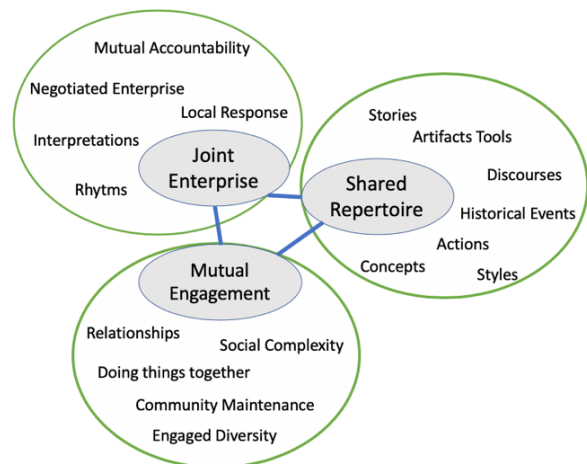 Mutual Accountability
Negotiated Enterprise
Local Response
Interpretations
Joint
Enterprise
Rhytms
Stories
Artifacts Tools
Discourses
Shared
Repertoire
Historical Events
Actions
Concepts
Styles
Mutual
Engagement
Relationships
Social Complexity
Doing things together
Community Maintenance
Engaged Diversity